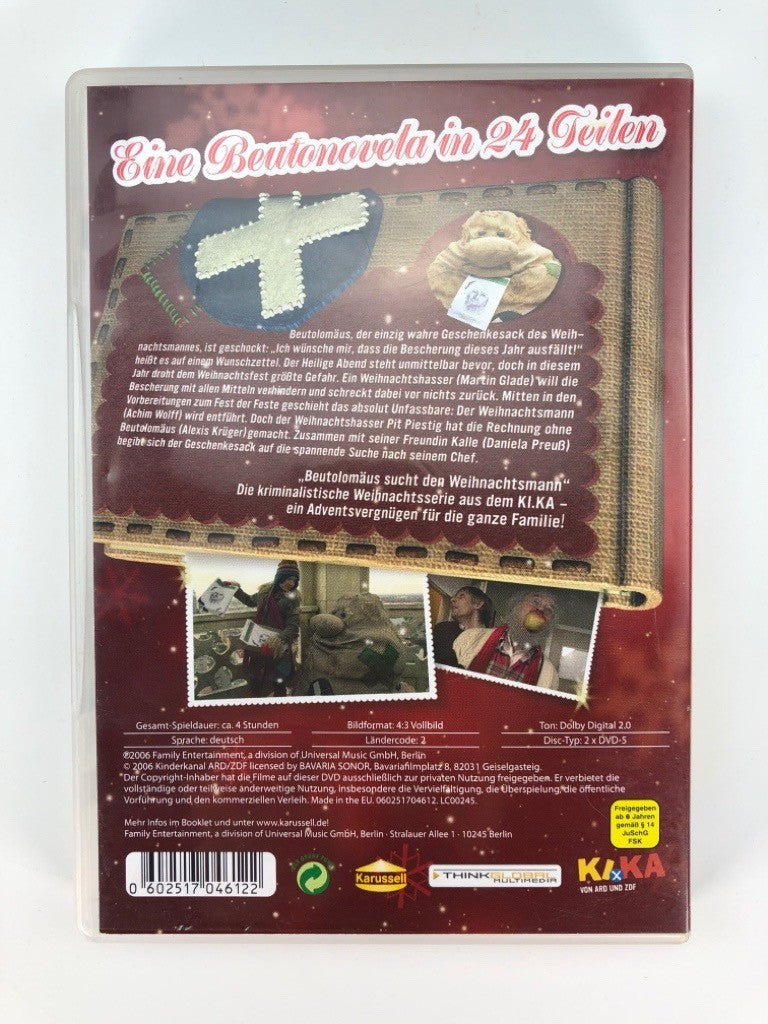 Eine Beutonovela in 24 Teilen
Beutolomäus, der einzig wahre Geschenkesack des Weih-
nachtsmannes, ist geschockt: „Ich wünsche mir, dass die Bescherung dieses Jahr ausfällt!"
heißt es auf einem Wunschzettel. Der Heilige Abend steht unmittelbar bevor, doch in diesem
Jahr droht dem Weihnachtsfest größte Gefahr. Ein Weihnachtshasser (Martin Glade) will die
Bescherung mit allen Mitteln verhindern und schreckt dabei vor nichts zurück. Mitten in den
Vorbereitungen zum Fest der Feste geschieht das absolut Unfassbare: Der Weihnachtsmann
(Achim Wolff) wird entführt. Doch der Weihnachtshasser Pit Piestig hat die Rechnung ohne
Beutolomäus (Alexis Krüger) gemacht. Zusammen mit seiner Freundin Kalle (Daniela Preuß)
begibt sich der Geschenkesack auf die spannende Suche nach seinem Chef.
„Beutolomäus sucht den Weihnachtsmann"
Die kriminalistische Weihnachtsserie aus dem KI.KA –
ein Adventsvergnügen für die ganze Familie!
Gesamt-Spieldauer: ca. 4 Stunden Bildformat: 4:3 Vollbild Ton: Dolby Digital 2.0
Sprache: deutsch Ländercode: 2 Disc-Typ: 2 x DVD-5
℗2006 Family Entertainment, a division of Universal Music GmbH, Berlin
© 2006 Kinderkanal ARD/ZDF licensed by BAVARIA SONOR, Bavariafilmplatz 8, 82031 Geiselgasteig.
Der Copyright-Inhaber hat die Filme auf dieser DVD ausschließlich zur privaten Nutzung freigegeben. Er verbietet die
vollständige oder teilweise anderweitige Nutzung, insbesondere die Vervielfältigung, die Überspielung, die öffentliche
Vorführung und den kommerziellen Verleih. Made in the EU. 060251704612. LC00245.
Mehr Infos im Booklet und unter www.karussell.de!
Family Entertainment, a division of Universal Music GmbH, Berlin · Stralauer Allee 1 · 10245 Berlin
Freigegeben
ab 6 Jahren
gemäß § 14
JuSchG
FSK
0 602517 046122
Karussell
THINKGLOBAL
MULTIMEDIA
KI.KA
VON ARD UND ZDF